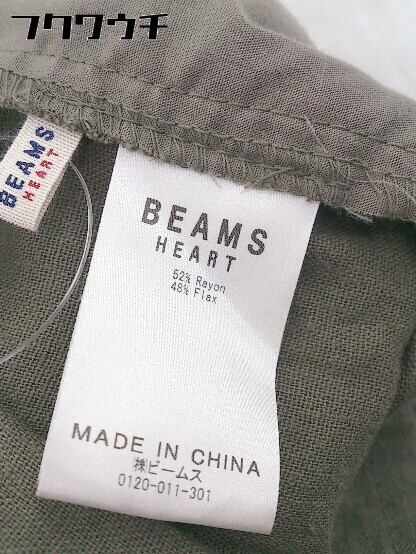 フクワウチ
BEAMS
HEART
BEAMS
HEART
52% Rayon
48% Flax
MADE IN CHINA
㈱ビームス
0120-011-301